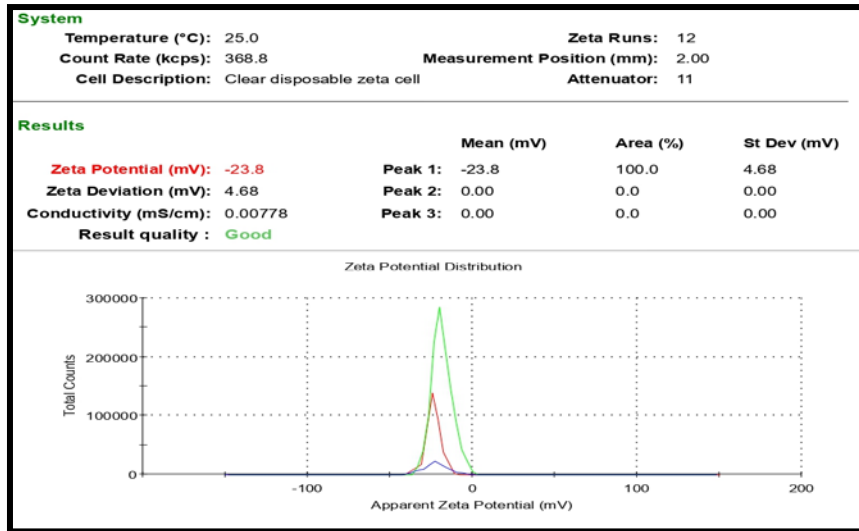 System
Temperature (°C): 25.0 Zeta Runs: 12
Count Rate (kcps): 368.8 Measurement Position (mm): 2.00
Cell Description: Clear disposable zeta cell Attenuator: 11
Results
Mean (mV) Area (%) St Dev (mV)
Zeta Potential (mV): -23.8 Peak 1: -23.8 100.0 4.68
Zeta Deviation (mV): 4.68 Peak 2: 0.00 0.0 0.00
Conductivity (mS/cm): 0.00778 Peak 3: 0.00 0.0 0.00
Result quality : Good
Zeta Potential Distribution
Total Counts
300000
200000
100000
0
-100 0 100 200
Apparent Zeta Potential (mV)